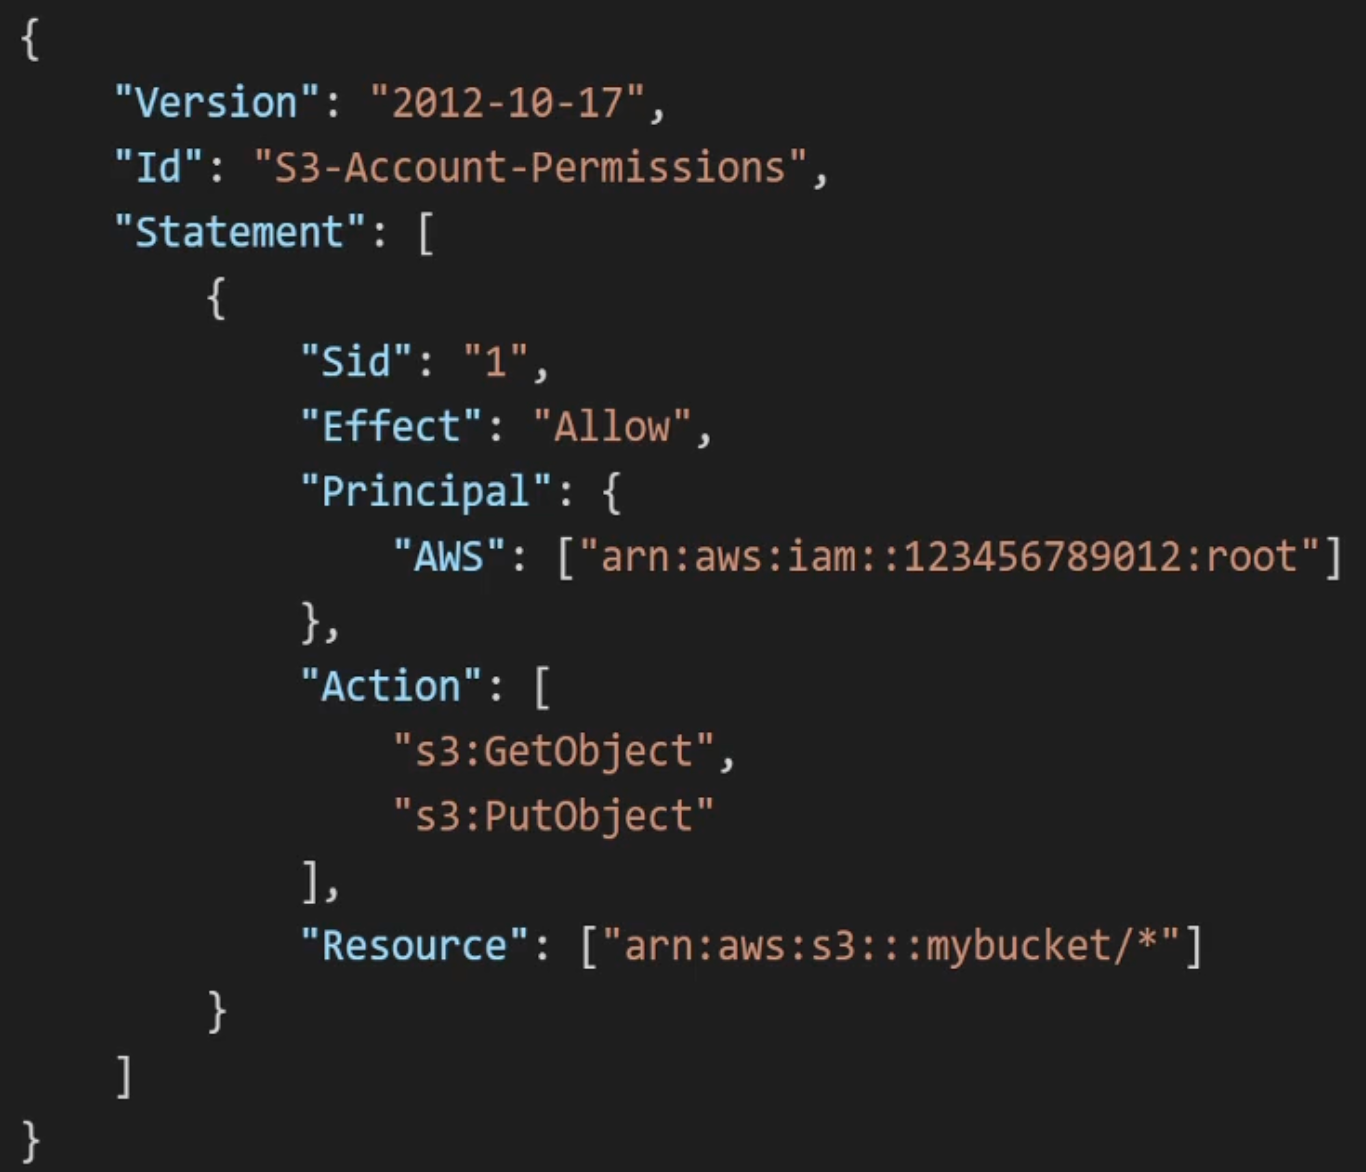 {
    "Version": "2012-10-17",
    "Id": "S3-Account-Permissions",
    "Statement": [
        {
            "Sid": "1",
            "Effect": "Allow",
            "Principal": {
                "AWS": ["arn:aws:iam::123456789012:root"]
            },
            "Action": [
                "s3:GetObject",
                "s3:PutObject"
            ],
            "Resource": ["arn:aws:s3:::mybucket/*"]
        }
    ]
}